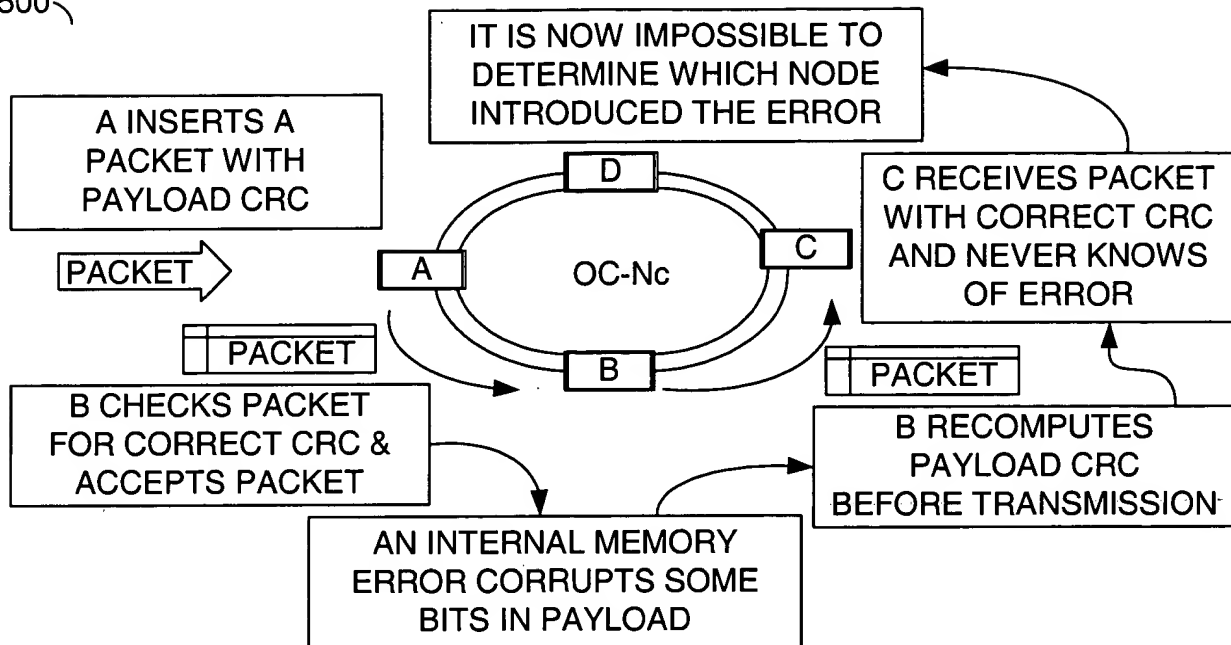 500
IT IS NOW IMPOSSIBLE TO
DETERMINE WHICH NODE
INTRODUCED THE ERROR
A INSERTS A
PACKET WITH
PAYLOAD CRC
D
C RECEIVES PACKET
WITH CORRECT CRC
AND NEVER KNOWS
OF ERROR
PACKET
A
OC-Nc
C
PACKET
B
PACKET
B CHECKS PACKET
FOR CORRECT CRC &
ACCEPTS PACKET
B RECOMPUTES
PAYLOAD CRC
BEFORE TRANSMISSION
AN INTERNAL MEMORY
ERROR CORRUPTS SOME
BITS IN PAYLOAD